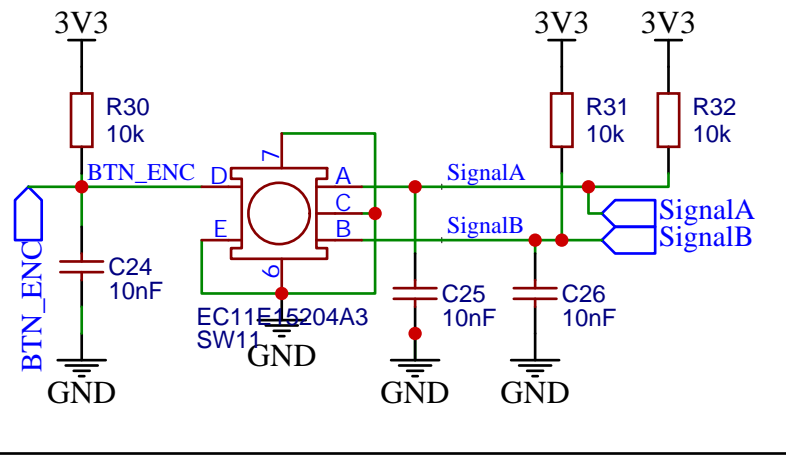 3V3
3V3
3V3
R30
10k
R31
10k
R32
10k
BTN_ENC
D
7
A
SignalA
C
SignalA
E
B
SignalB
SignalB
6
BTN_ENC
C24
10nF
C25
10nF
C26
10nF
EC11E15204A3
SW11
GND
GND
GND
GND